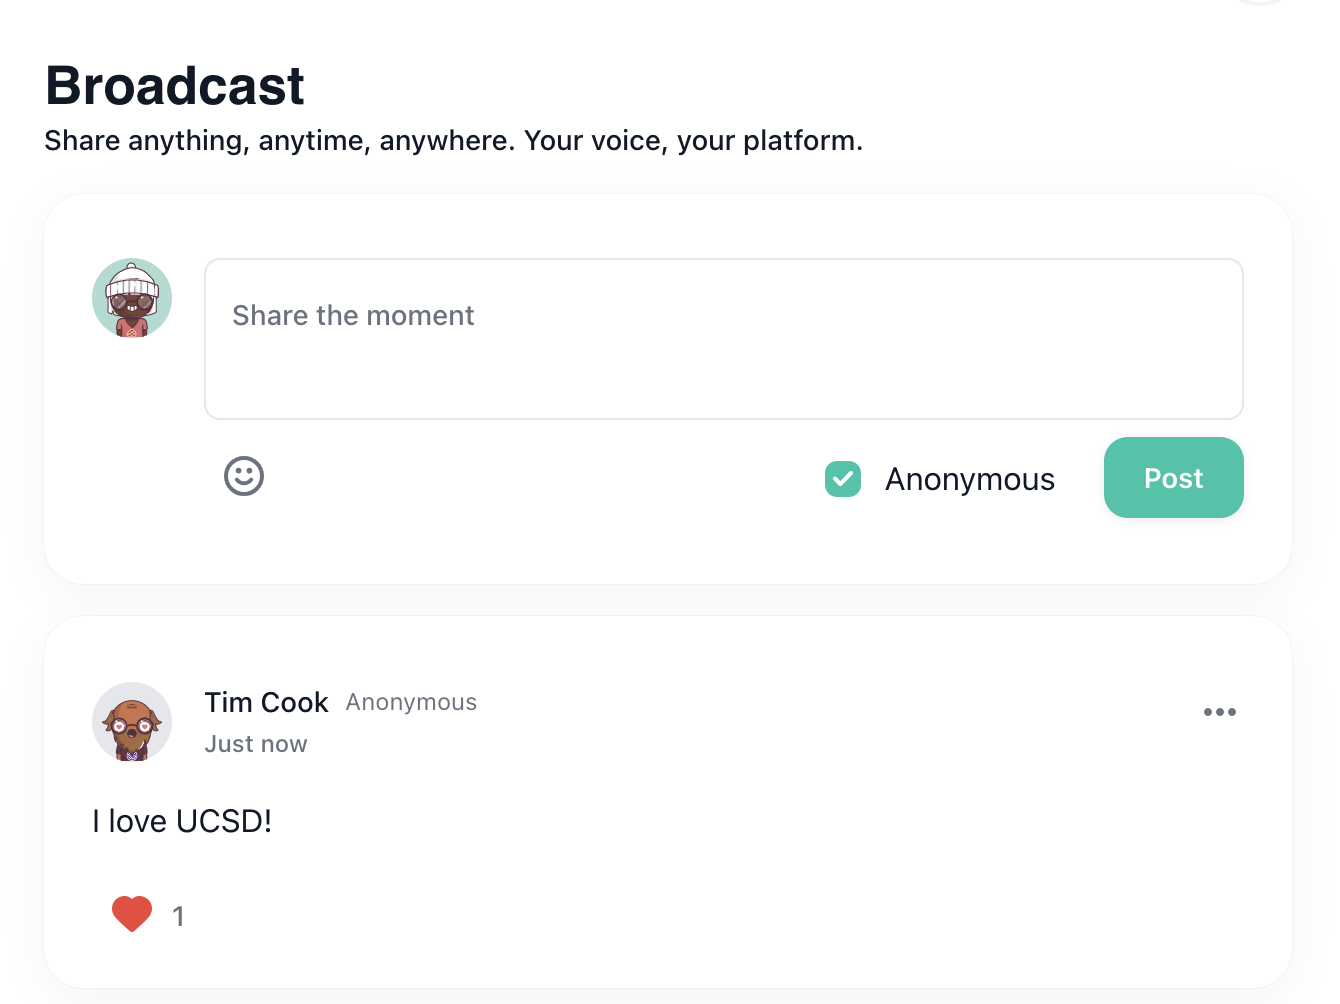 Broadcast
Share anything, anytime, anywhere. Your voice, your platform.
Share the moment
Anonymous
Post
Tim Cook Anonymous
Just now
I love UCSD!
1